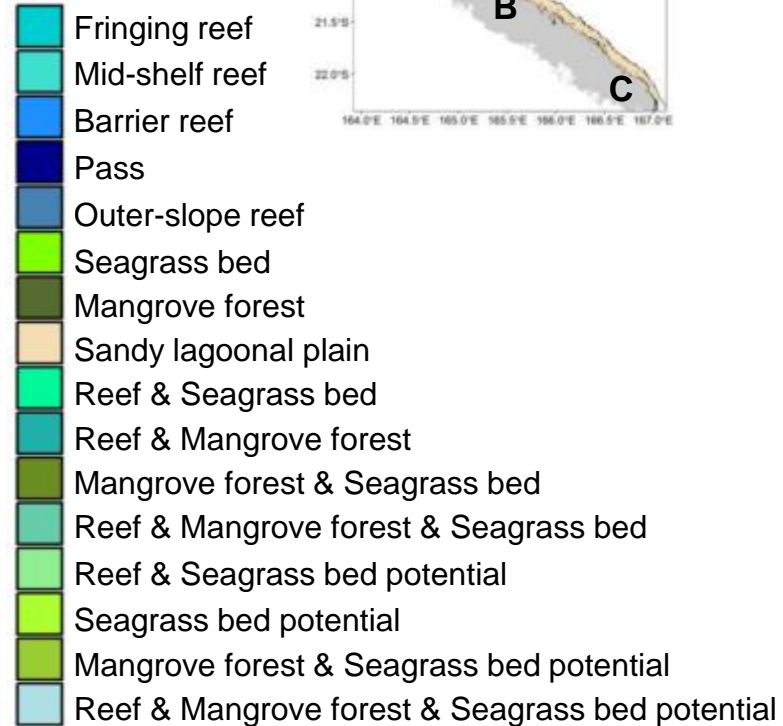 B
21.5°S
22.0°S
C
164.0°E 164.5°E 165.0°E 165.5°E 166.0°E 166.5°E 167.0°E
Fringing reef
Mid-shelf reef
Barrier reef
Pass
Outer-slope reef
Seagrass bed
Mangrove forest
Sandy lagoonal plain
Reef & Seagrass bed
Reef & Mangrove forest
Mangrove forest & Seagrass bed
Reef & Mangrove forest & Seagrass bed
Reef & Seagrass bed potential
Seagrass bed potential
Mangrove forest & Seagrass bed potential
Reef & Mangrove forest & Seagrass bed potential